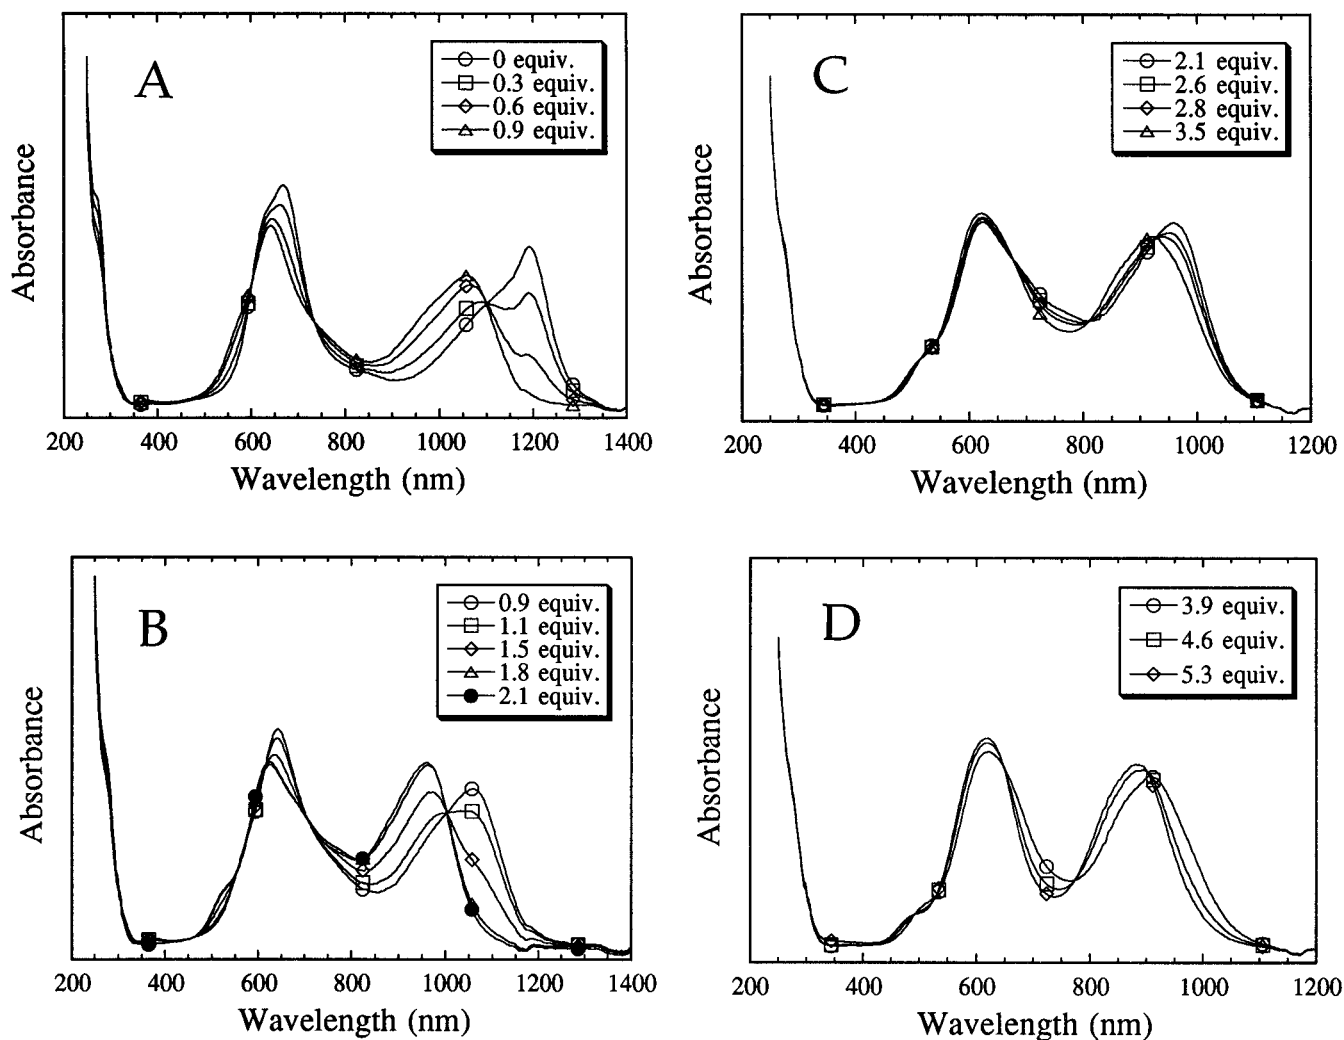 A
0 equiv.
0.3 equiv.
0.6 equiv.
0.9 equiv.
Absorbance
200 400 600 800 1000 1200 1400
Wavelength (nm)
C
2.1 equiv.
2.6 equiv.
2.8 equiv.
3.5 equiv.
Absorbance
200 400 600 800 1000 1200
Wavelength (nm)
B
0.9 equiv.
1.1 equiv.
1.5 equiv.
1.8 equiv.
2.1 equiv.
Absorbance
200 400 600 800 1000 1200 1400
Wavelength (nm)
D
3.9 equiv.
4.6 equiv.
5.3 equiv.
Absorbance
200 400 600 800 1000 1200
Wavelength (nm)